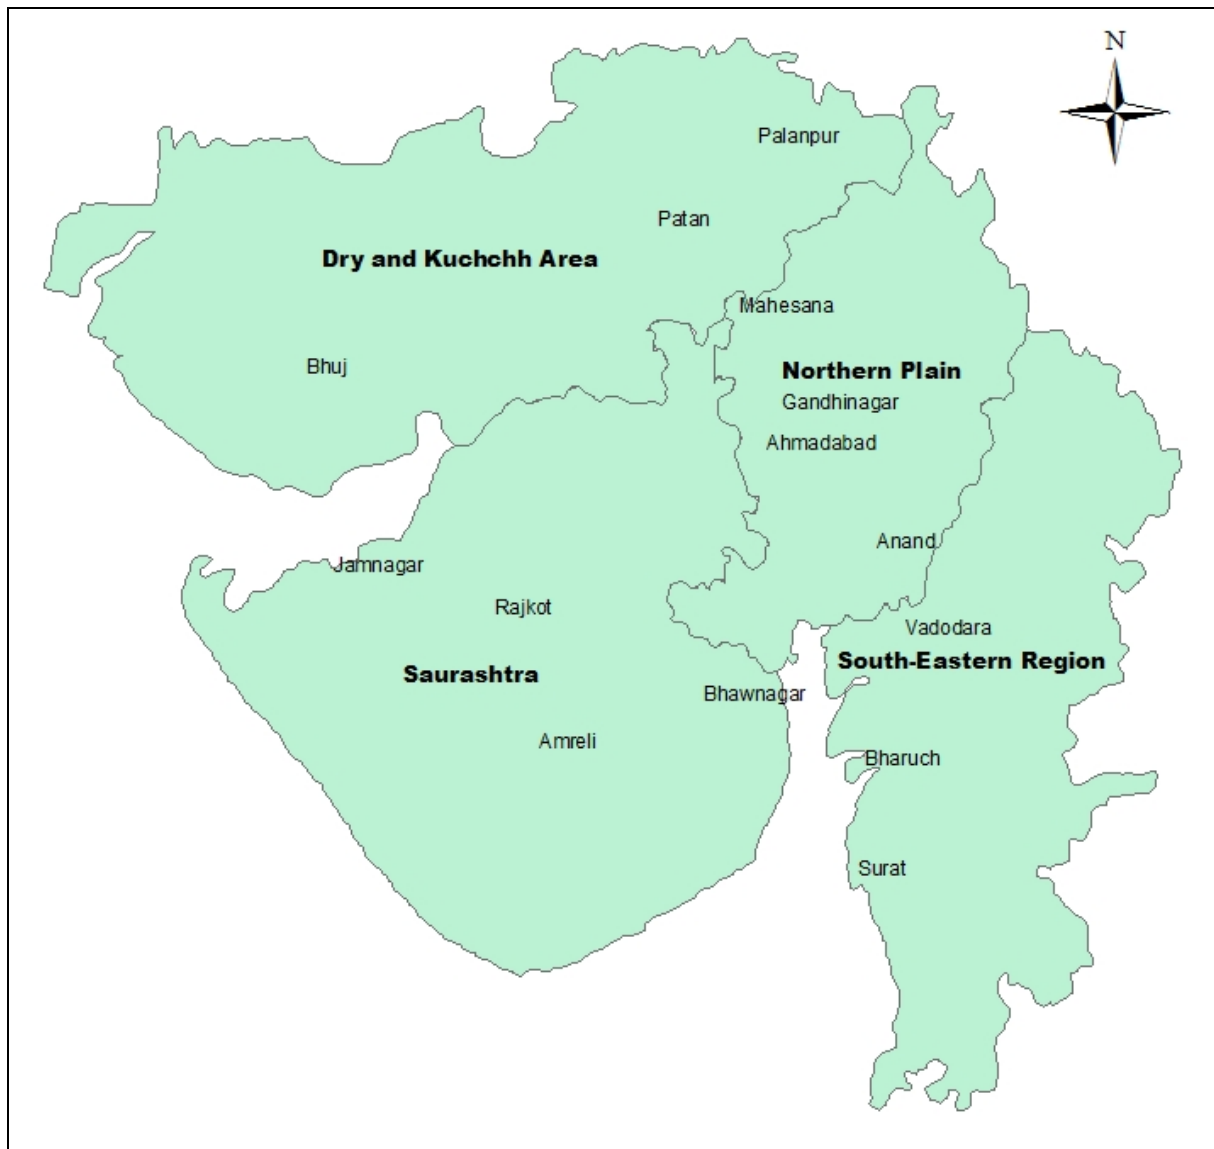 N
Palanpur
Patan
Dry and Kuchchh Area
Mahesana
Bhuj
Northern Plain
Gandhinagar
Ahmadabad
Anand
Jamnagar
Rajkot
Vadodara
South-Eastern Region
Saurashtra
Bhawnagar
Amreli
Bharuch
Surat